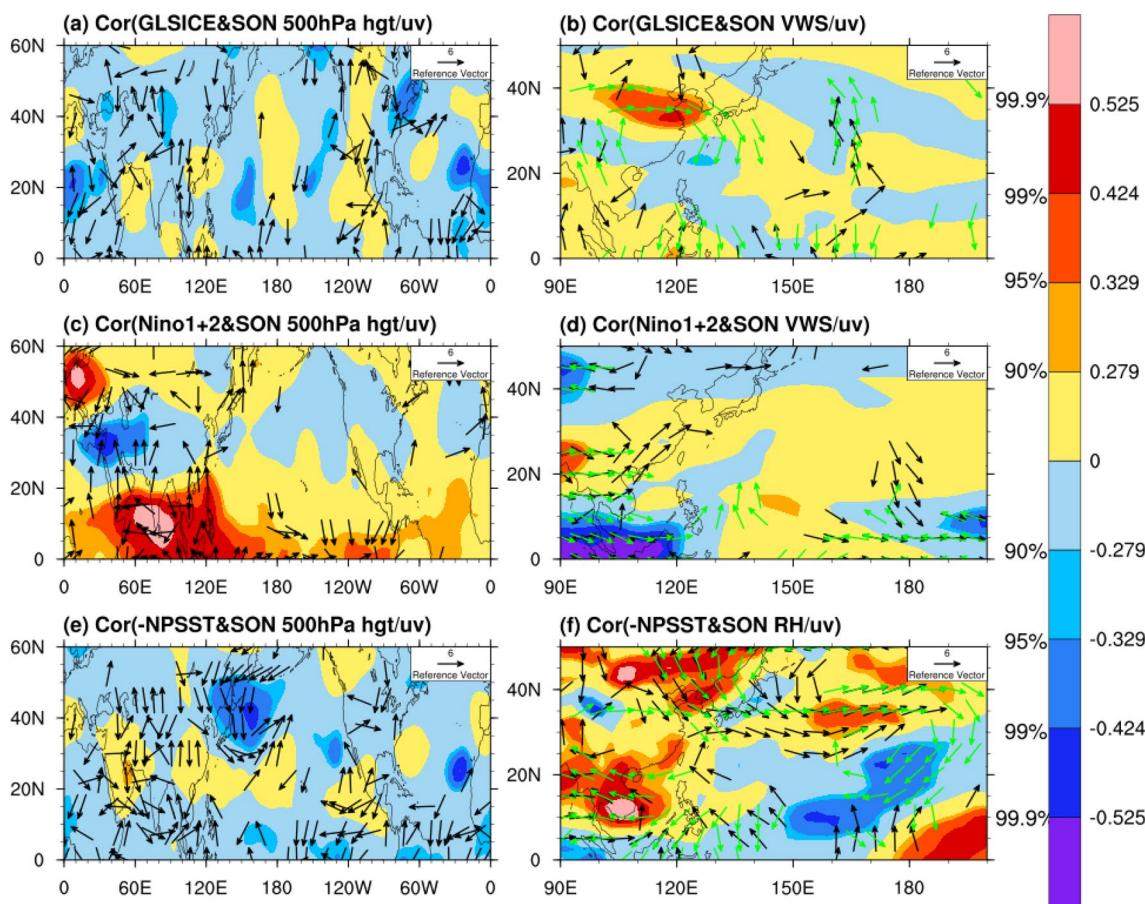 (a) Cor(GLSICE&SON 500hPa hgt/uv)
60N
40N
20N
0
0 60E 120E 180 120W 60W 0
6
Reference Vector
(b) Cor(GLSICE&SON VWS/uv)
40N
20N
0
90E 120E 150E 180
6
Reference Vector
(c) Cor(Nino1+2&SON 500hPa hgt/uv)
60N
40N
20N
0
0 60E 120E 180 120W 60W 0
6
Reference Vector
(d) Cor(Nino1+2&SON VWS/uv)
40N
20N
0
90E 120E 150E 180
6
Reference Vector
(e) Cor(-NPSST&SON 500hPa hgt/uv)
60N
40N
20N
0
0 60E 120E 180 120W 60W 0
6
Reference Vector
(f) Cor(-NPSST&SON RH/uv)
40N
20N
0
90E 120E 150E 180
6
Reference Vector
99.9% 0.525
99% 0.424
95% 0.329
90% 0.279
0
90% -0.279
95% -0.329
99% -0.424
99.9% -0.525